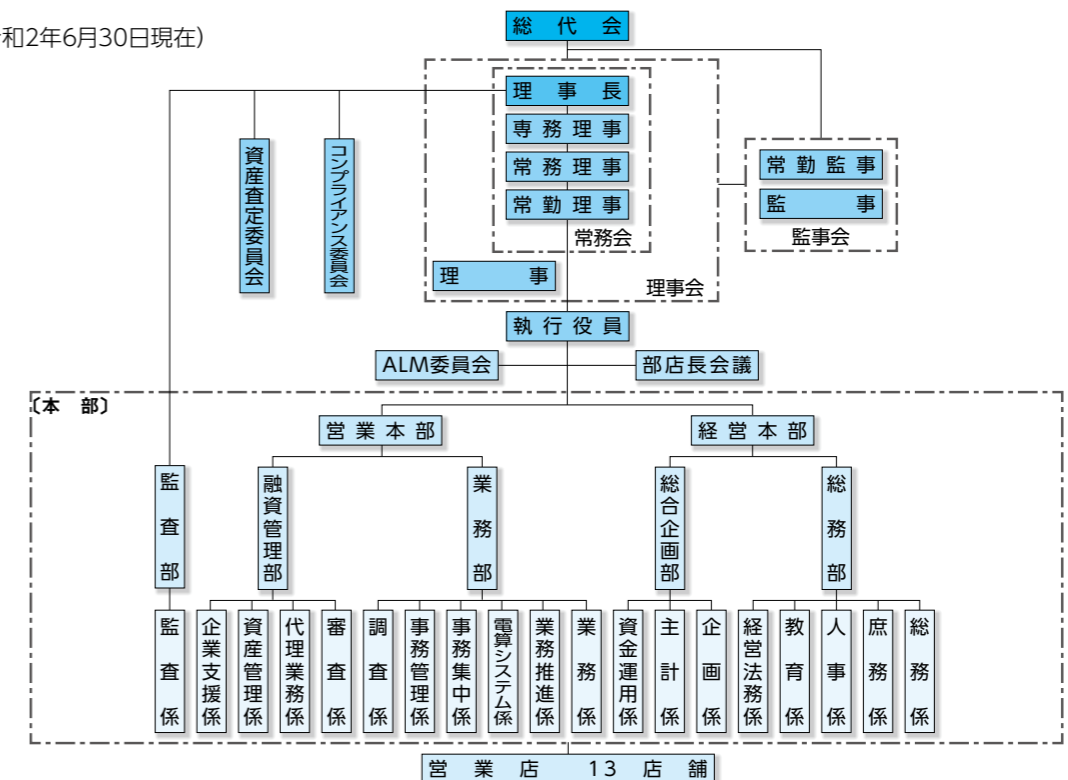 和2年6月30日現在)
総代会
理事長
専務理事
常務理事
常勤理事
常務会
理事
理事会
常勤監事
監事
監事会
資産査定委員会
コンプライアンス委員会
執行役員
ALM委員会
部店長会議
〔本 部〕
営業本部
経営本部
監査部
融資管理部
業務部
総合企画部
総務部
監査係
企業支援係
資産管理係
代理業務係
審査係
調査係
事務管理係
事務集中係
電算システム係
業務推進係
業務係
資金運用係
主計係
企画係
経営法務係
教育係
人事係
庶務係
総務係
営業店 13店舗